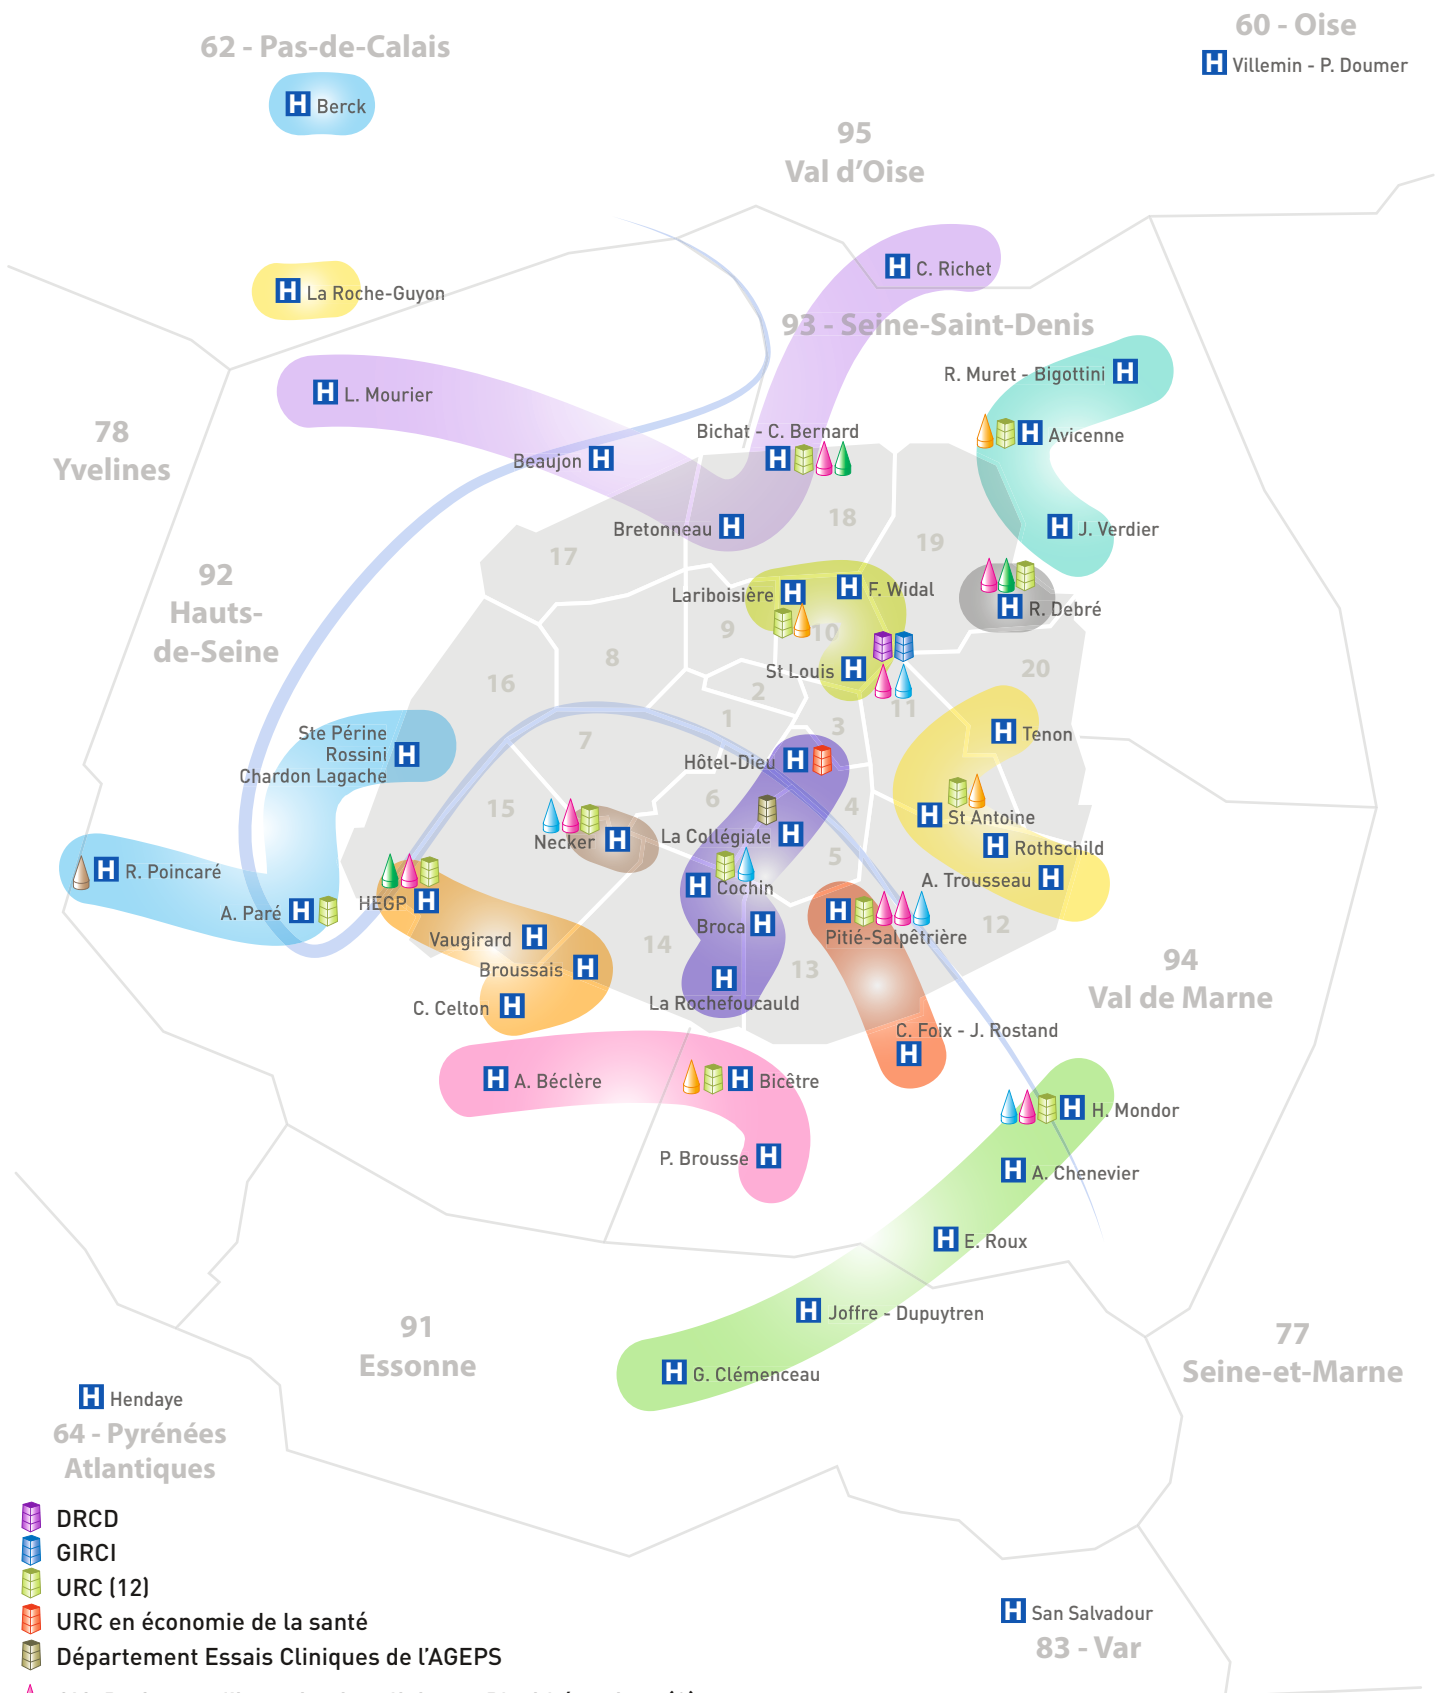 60 - Oise
H Villemin - P. Doumer
62 - Pas-de-Calais
H Berck
95
Val d’Oise
H La Roche-Guyon
H C. Richet
93 - Seine-Saint-Denis
R. Muret - Bigottini H
H L. Mourier
78
Yvelines
Bichat - C. Bernard
H
H Avicenne
Beaujon H
Bretonneau H
18
H J. Verdier
17
19
92
Hauts-
de-Seine
Lariboisière H
H F. Widal
H R. Debré
9
10
8
St Louis H
20
16
2
11
1
3
7
Ste Périne
Rossini
Chardon Lagache
H
H Tenon
Hôtel-Dieu H
15
6
4
H St Antoine
Necker H
La Collégiale H
H Rothschild
5
H R. Poincaré
A. Trousseau H
H Cochin
HEGP H
A. Paré H
H
Pitié-Salpêtrière
12
Broca H
Vaugirard H
14
13
Broussais H
94
Val de Marne
H
La Rochefoucauld
C. Celton H
C. Foix - J. Rostand
H
H A. Béclère
H Bicêtre
H H. Mondor
P. Brousse H
H A. Chenevier
H E. Roux
H Joffre - Dupuytren
91
Essonne
77
Seine-et-Marne
H G. Clémenceau
H Hendaye
64 - Pyrénées
Atlantiques
DRCD
GIRCI
URC (12)
URC en économie de la santé
Département Essais Cliniques de l’AGEPS
H San Salvadour
83 - Var